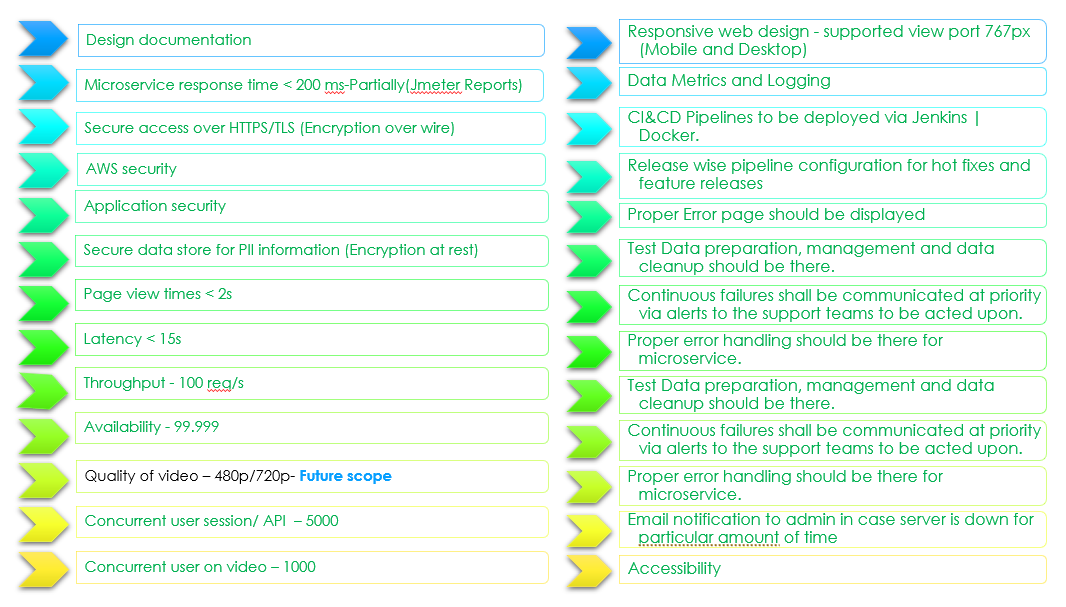 Design documentation
Microservice response time < 200 ms-Partially(Jmeter Reports)
Secure access over HTTPS/TLS (Encryption over wire)
AWS security
Application security
Secure data store for PII information (Encryption at rest)
Page view times < 2s
Latency < 15s
Throughput - 100 req/s
Availability - 99.999
Quality of video – 480p/720p- Future scope
Concurrent user session/ API  – 5000
Concurrent user on video – 1000
Responsive web design - supported view port 767px
(Mobile and Desktop)
Data Metrics and Logging
CI&CD Pipelines to be deployed via Jenkins |
Docker.
Release wise pipeline configuration for hot fixes and
feature releases
Proper Error page should be displayed
Test Data preparation, management and data
cleanup should be there.
Continuous failures shall be communicated at priority
via alerts to the support teams to be acted upon.
Proper error handling should be there for
microservice.
Test Data preparation, management and data
cleanup should be there.
Continuous failures shall be communicated at priority
via alerts to the support teams to be acted upon.
Proper error handling should be there for
microservice.
Email notification to admin in case server is down for
particular amount of time
Accessibility